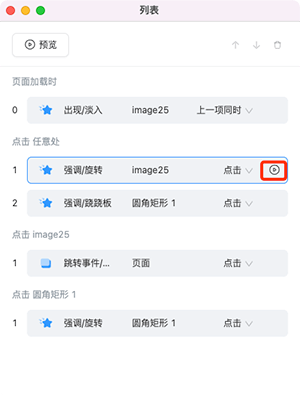 列表
预览
页面加载时
0 出现/淡入 image25 上一项同时
点击 任意处
1 强调/旋转 image25 点击
2 强调/跷跷板 圆角矩形 1 点击
点击 image25
1 跳转事件/... 页面 点击
点击 圆角矩形 1
1 强调/旋转 圆角矩形 1 点击